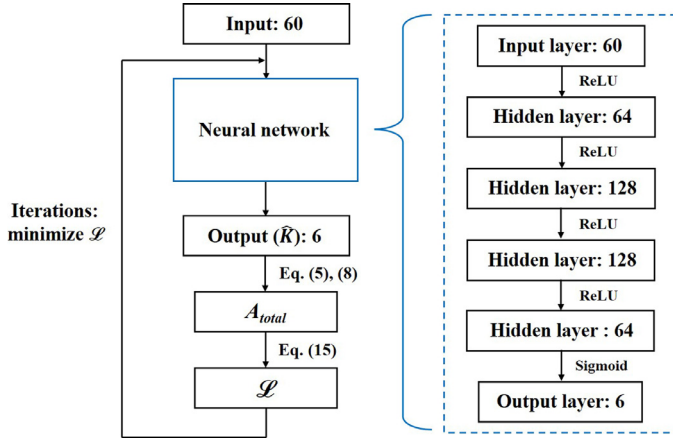 Input: 60
Neural network
Iterations:
minimize ℒ
Output (K̂): 6
Eq. (5), (8)
A_total
Eq. (15)
ℒ
Input layer: 60
ReLU
Hidden layer: 64
ReLU
Hidden layer: 128
ReLU
Hidden layer: 128
ReLU
Hidden layer : 64
Sigmoid
Output layer: 6